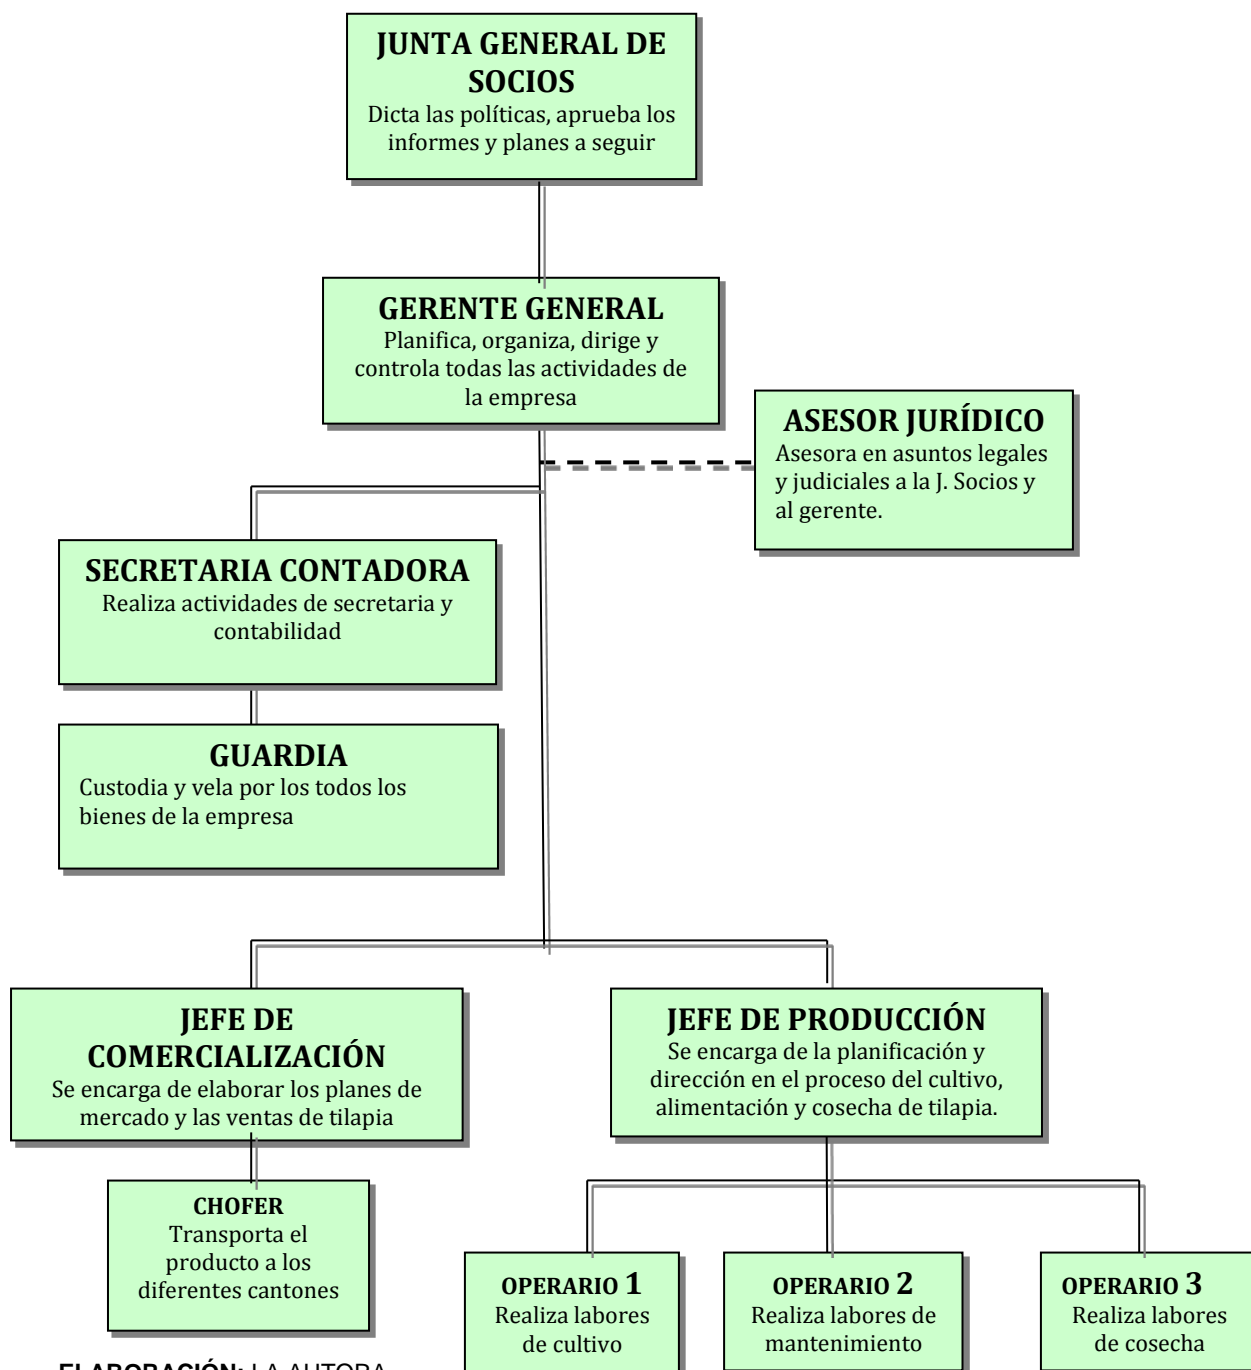 JUNTA GENERAL DE
SOCIOS
Dicta las políticas, aprueba los
informes y planes a seguir
GERENTE GENERAL
Planifica, organiza, dirige y
controla todas las actividades de
la empresa
ASESOR JURÍDICO
Asesora en asuntos legales
y judiciales a la J. Socios y
al gerente.
SECRETARIA CONTADORA
Realiza actividades de secretaria y
contabilidad
GUARDIA
Custodia y vela por los todos los
bienes de la empresa
JEFE DE
COMERCIALIZACIÓN
Se encarga de elaborar los planes de
mercado y las ventas de tilapia
JEFE DE PRODUCCIÓN
Se encarga de la planificación y
dirección en el proceso del cultivo,
alimentación y cosecha de tilapia.
CHOFER
Transporta el
producto a los
diferentes cantones
OPERARIO 1
Realiza labores
de cultivo
OPERARIO 2
Realiza labores de
mantenimiento
OPERARIO 3
Realiza labores
de cosecha
ELABORACIÓN: LA AUTORA